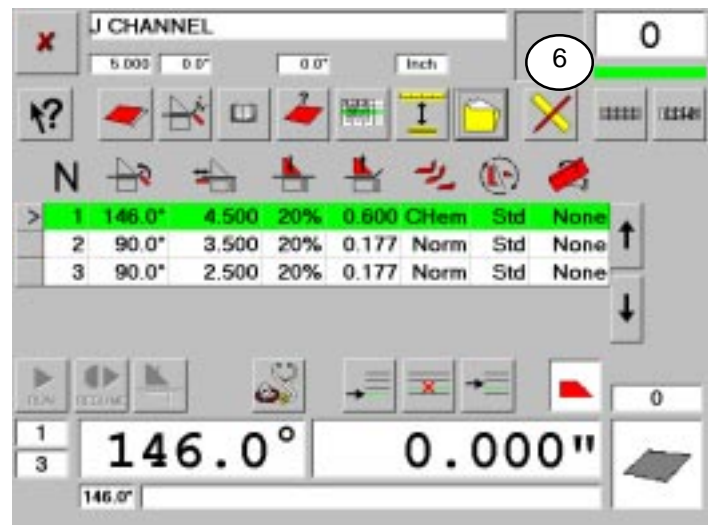 J CHANNEL
0
5.000 0.0° 0.0° Inch
6
?
N
> 1 146.0° 4.500 20% 0.600 CHem Std None
2 90.0° 3.500 20% 0.177 Norm Std None
3 90.0° 2.500 20% 0.177 Norm Std None
0
1
3
146.0° 0.000"
146.0°